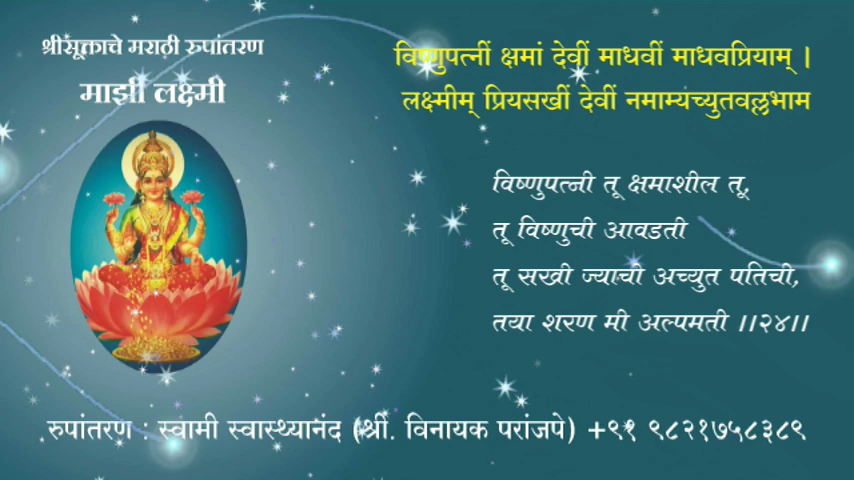 श्रीसूक्ताचे मराठी रुपांतरण
माझी लक्ष्मी
विष्णुपत्नीं क्षमां देवीं माधवीं माधवप्रियाम् ।
लक्ष्मीम् प्रियसखीं देवीं नमाम्यच्युतवल्लभाम
विष्णुपत्नी तू क्षमाशील तू,
तू विष्णुची आवडती
तू सखी ज्याची अच्युत पतिची,
तया शरण मी अल्पमती ।।२४।।
रुपांतरण : स्वामी स्वास्थ्यानंद (श्री. विनायक परांजपे) +९१ ९८२१७५८३८९